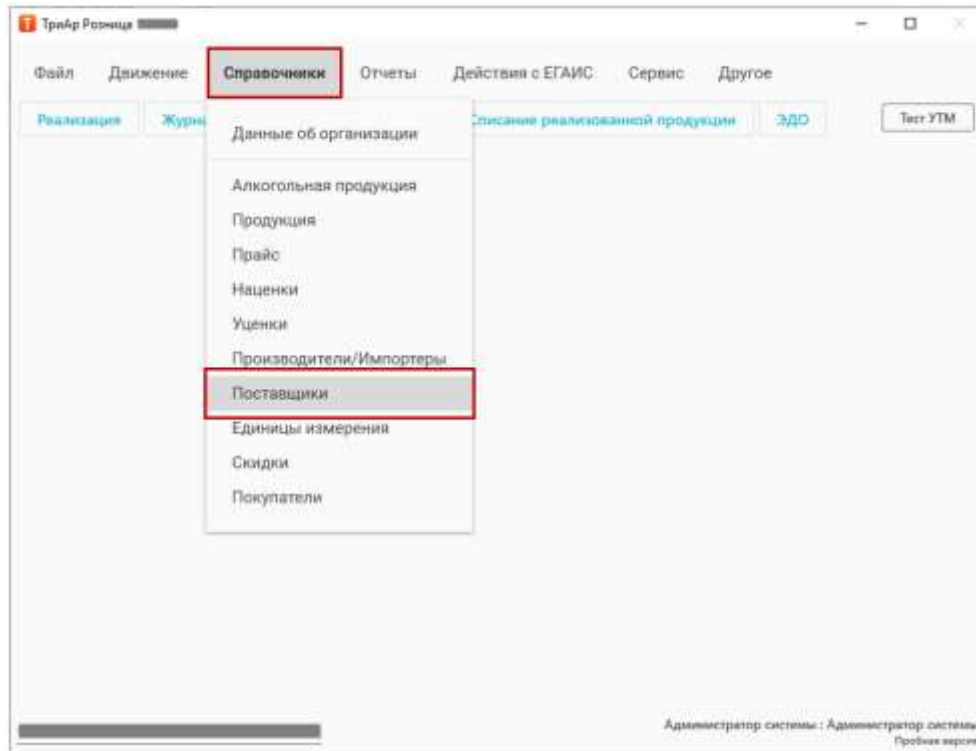 ТриАр Розница
Файл Движение Справочники Отчеты Действия с ЕГАИС Сервис Другое
Реализация Списание реализованной продукции ЭДО Тест УТМ
Данные об организации
Алкогольная продукция
Продукция
Прайс
Наценки
Уценки
Производители/Импортеры
Поставщики
Единицы измерения
Скидки
Покупатели
Администратор системы : Администратор системы
Пробная версия